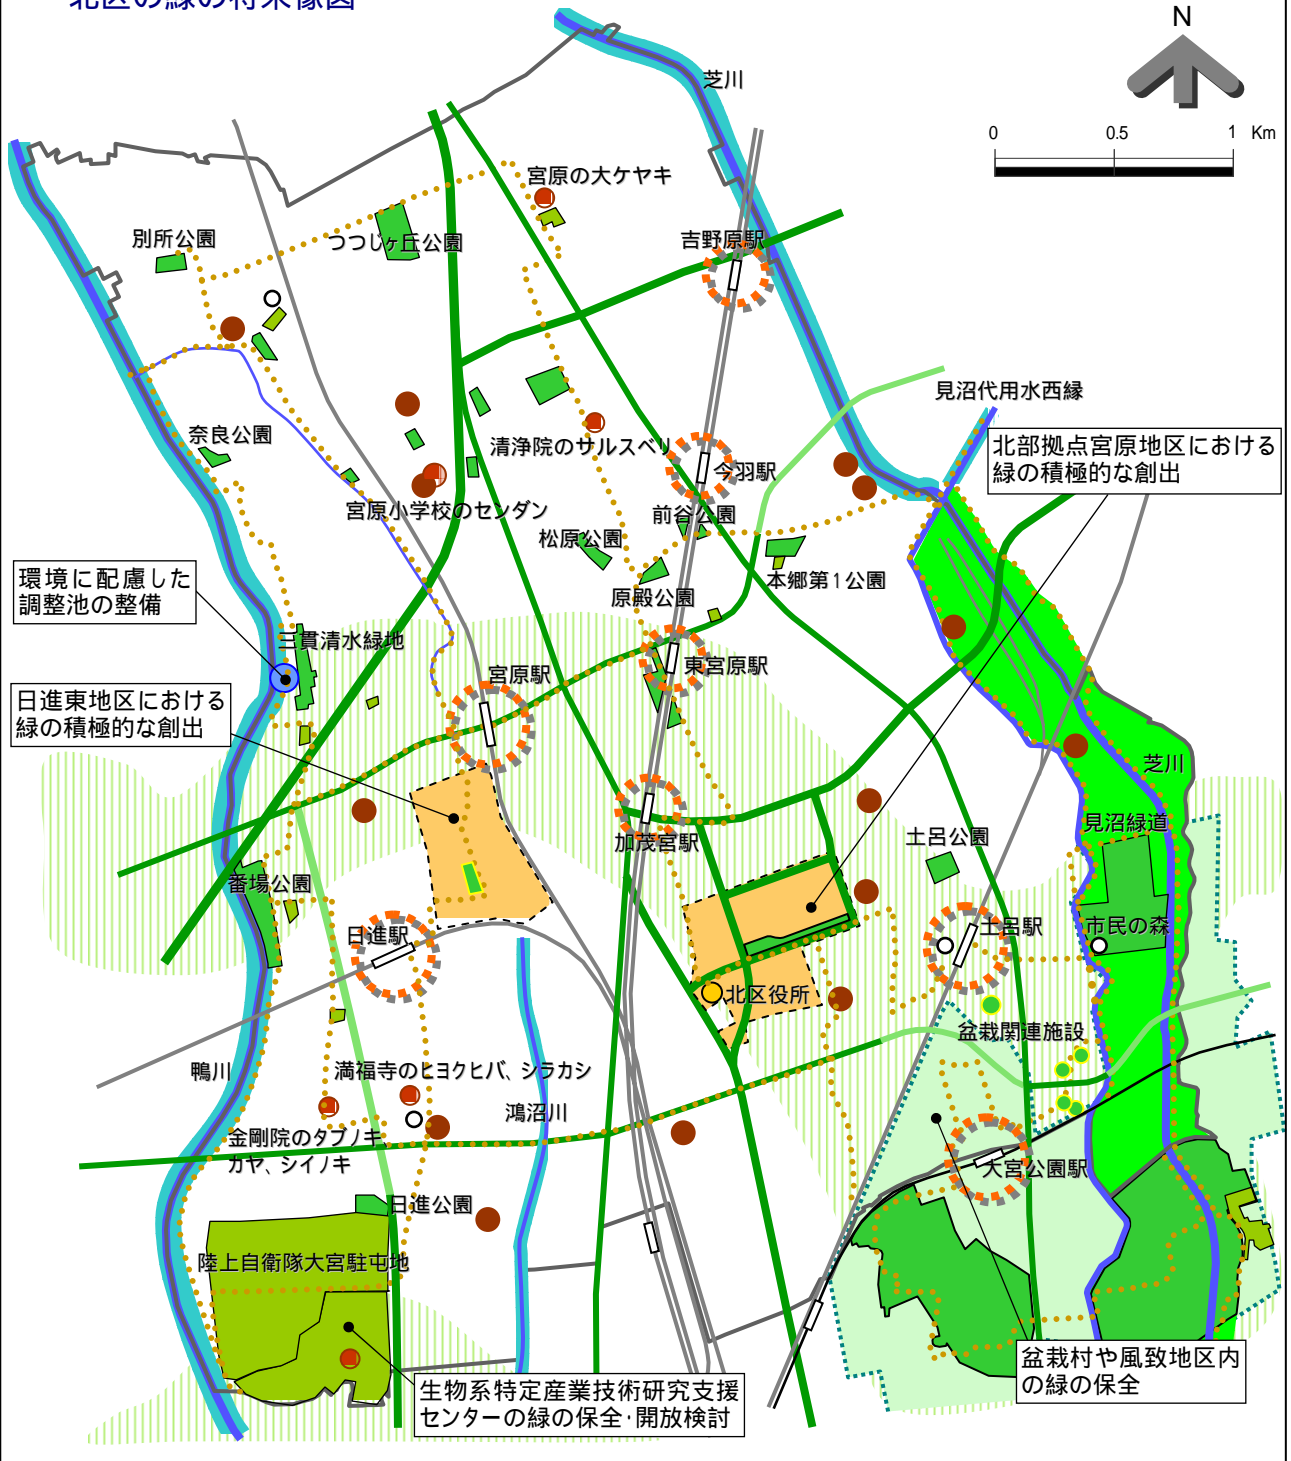 北区の緑の将来像図
N
0 0.5 1 Km
芝川
宮原の大ケヤキ
別所公園
つつじヶ丘公園
吉野原駅
見沼代用水西縁
奈良公園
清浄院のサルスベリ
今羽駅
北部拠点宮原地区における
緑の積極的な創出
宮原小学校のセンダン
前谷公園
松原公園
本郷第1公園
原殿公園
環境に配慮した
調整池の整備
三貫清水緑地
宮原駅
東宮原駅
日進東地区における
緑の積極的な創出
芝川
見沼緑道
加茂宮駅
土呂公園
番場公園
日進駅
土呂駅
市民の森
北区役所
盆栽関連施設
鴨川
満福寺のヒヨクヒバ、シラカシ
鴻沼川
金剛院のタブノキ
カヤ、シイノキ
大宮公園駅
日進公園
陸上自衛隊大宮駐屯地
盆栽村や風致地区内
の緑の保全
生物系特定産業技術研究支援
センターの緑の保全･開放検討